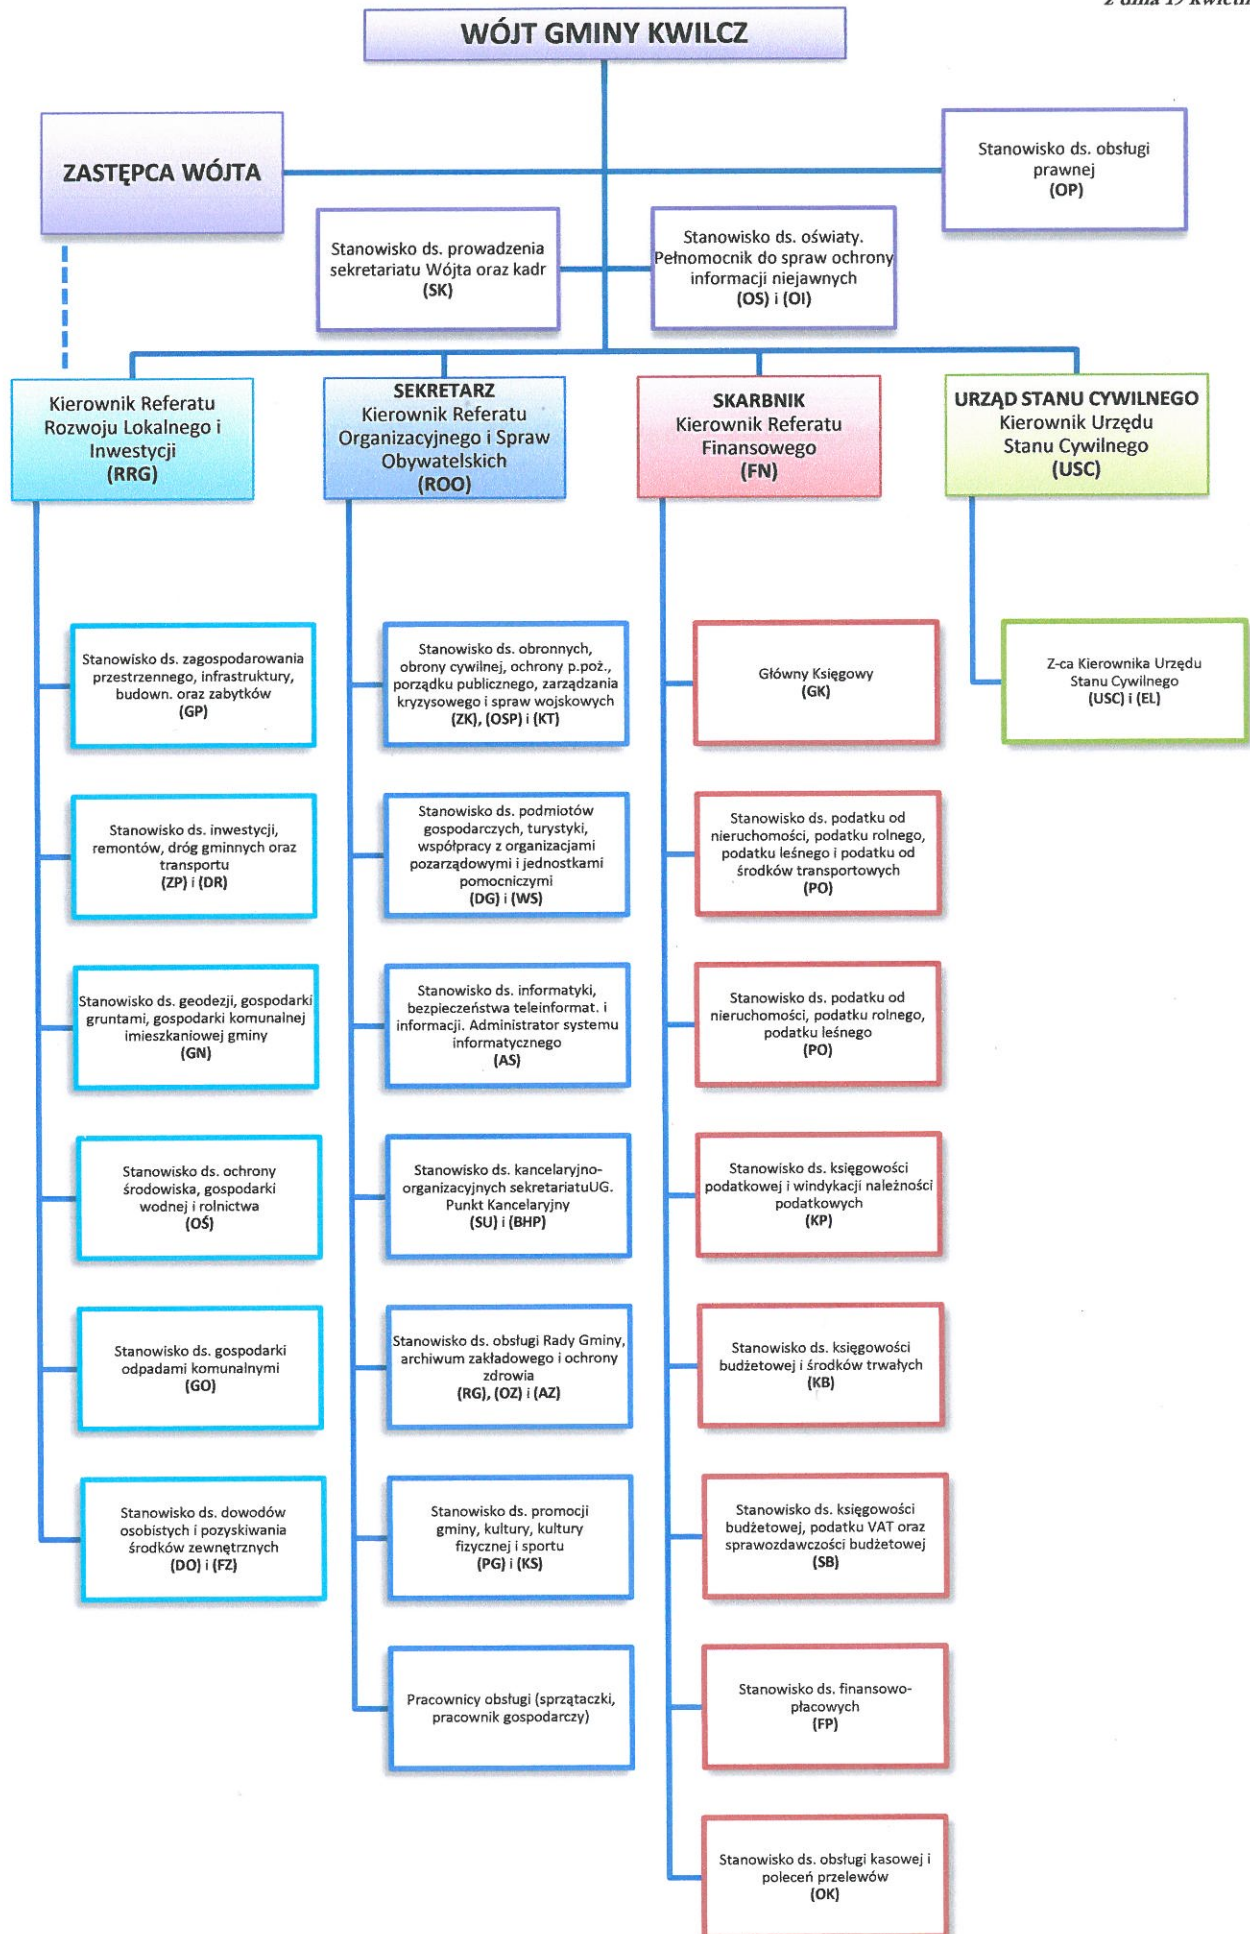 z dnia 19 kwietn
WÓJT GMINY KWILCZ
ZASTĘPCA WÓJTA
Stanowisko ds. obsługi
prawnej
(OP)
Stanowisko ds. prowadzenia
sekretariatu Wójta oraz kadr
(SK)
Stanowisko ds. oświaty.
Pełnomocnik do spraw ochrony
informacji niejawnych
(OS) i (OI)
Kierownik Referatu
Rozwoju Lokalnego i
Inwestycji
(RRG)
SEKRETARZ
Kierownik Referatu
Organizacyjnego i Spraw
Obywatelskich
(ROO)
SKARBNIK
Kierownik Referatu
Finansowego
(FN)
URZĄD STANU CYWILNEGO
Kierownik Urzędu
Stanu Cywilnego
(USC)
Stanowisko ds. zagospodarowania
przestrzennego, infrastruktury,
budown. oraz zabytków
(GP)
Stanowisko ds. inwestycji,
remontów, dróg gminnych oraz
transportu
(ZP) i (DR)
Stanowisko ds. geodezji, gospodarki
gruntami, gospodarki komunalnej
imieszkaniowej gminy
(GN)
Stanowisko ds. ochrony
środowiska, gospodarki
wodnej i rolnictwa
(OŚ)
Stanowisko ds. gospodarki
odpadami komunalnymi
(GO)
Stanowisko ds. dowodów
osobistych i pozyskiwania
środków zewnętrznych
(DO) i (FZ)
Stanowisko ds. obronnych,
obrony cywilnej, ochrony p.poż.,
porządku publicznego, zarządzania
kryzysowego i spraw wojskowych
(ZK), (OSP) i (KT)
Stanowisko ds. podmiotów
gospodarczych, turystyki,
współpracy z organizacjami
pozarządowymi i jednostkami
pomocniczymi
(DG) i (WS)
Stanowisko ds. informatyki,
bezpieczeństwa teleinformat. i
informacji. Administrator systemu
informatycznego
(AS)
Stanowisko ds. kancelaryjno-
organizacyjnych sekretariatuUG.
Punkt Kancelaryjny
(SU) i (BHP)
Stanowisko ds. obsługi Rady Gminy,
archiwum zakładowego i ochrony
zdrowia
(RG), (OZ) i (AZ)
Stanowisko ds. promocji
gminy, kultury, kultury
fizycznej i sportu
(PG) i (KS)
Pracownicy obsługi (sprzątaczki,
pracownik gospodarczy)
Główny Księgowy
(GK)
Stanowisko ds. podatku od
nieruchomości, podatku rolnego,
podatku leśnego i podatku od
środków transportowych
(PO)
Stanowisko ds. podatku od
nieruchomości, podatku rolnego,
podatku leśnego
(PO)
Stanowisko ds. księgowości
podatkowej i windykacji należności
podatkowych
(KP)
Stanowisko ds. księgowości
budżetowej i środków trwałych
(KB)
Stanowisko ds. księgowości
budżetowej, podatku VAT oraz
sprawozdawczości budżetowej
(SB)
Stanowisko ds. finansowo-
płacowych
(FP)
Stanowisko ds. obsługi kasowej i
poleceń przelewów
(OK)
Z-ca Kierownika Urzędu
Stanu Cywilnego
(USC) i (EL)